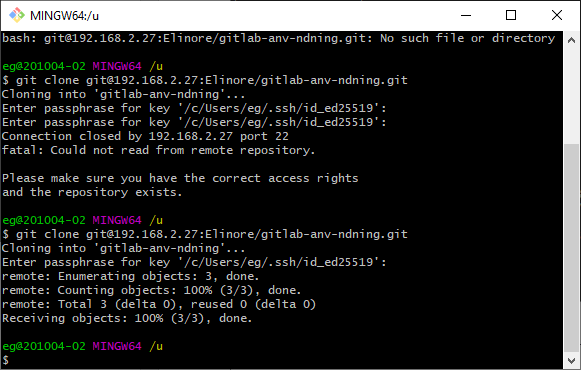 MINGW64:/u
bash: git@192.168.2.27:Elinore/gitlab-anv-ndning.git: No such file or directory
eg@201004-02 MINGW64 /u
$ git clone git@192.168.2.27:Elinore/gitlab-anv-ndning.git
Cloning into 'gitlab-anv-ndning'...
Enter passphrase for key '/c/Users/eg/.ssh/id_ed25519':
Enter passphrase for key '/c/Users/eg/.ssh/id_ed25519':
Connection closed by 192.168.2.27 port 22
fatal: Could not read from remote repository.
Please make sure you have the correct access rights
and the repository exists.
eg@201004-02 MINGW64 /u
$ git clone git@192.168.2.27:Elinore/gitlab-anv-ndning.git
Cloning into 'gitlab-anv-ndning'...
Enter passphrase for key '/c/Users/eg/.ssh/id_ed25519':
remote: Enumerating objects: 3, done.
remote: Counting objects: 100% (3/3), done.
remote: Total 3 (delta 0), reused 0 (delta 0)
Receiving objects: 100% (3/3), done.
eg@201004-02 MINGW64 /u
$